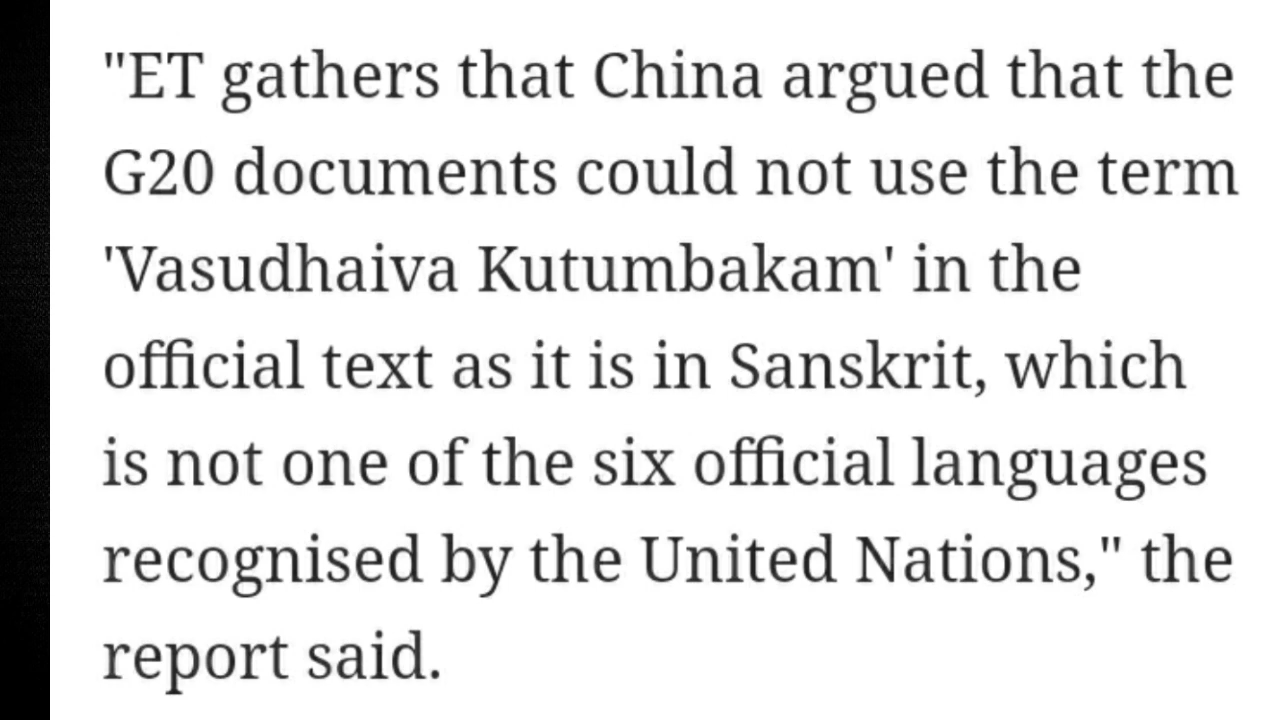 "ET gathers that China argued that the
G20 documents could not use the term
'Vasudhaiva Kutumbakam' in the
official text as it is in Sanskrit, which
is not one of the six official languages
recognised by the United Nations," the
report said.